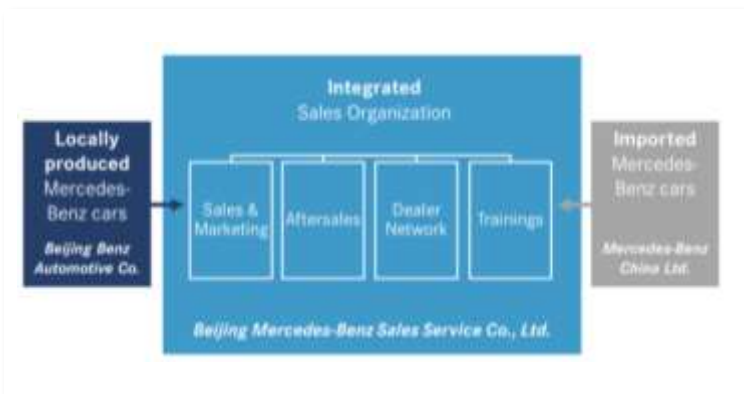 Integrated
Sales Organization
Locally
produced
Mercedes-
Benz cars
Beijing Benz
Automotive Co.
Sales &
Marketing
Aftersales
Dealer
Network
Trainings
Imported
Mercedes-
Benz cars
Mercedes-Benz
China Ltd.
Beijing Mercedes-Benz Sales Service Co., Ltd.